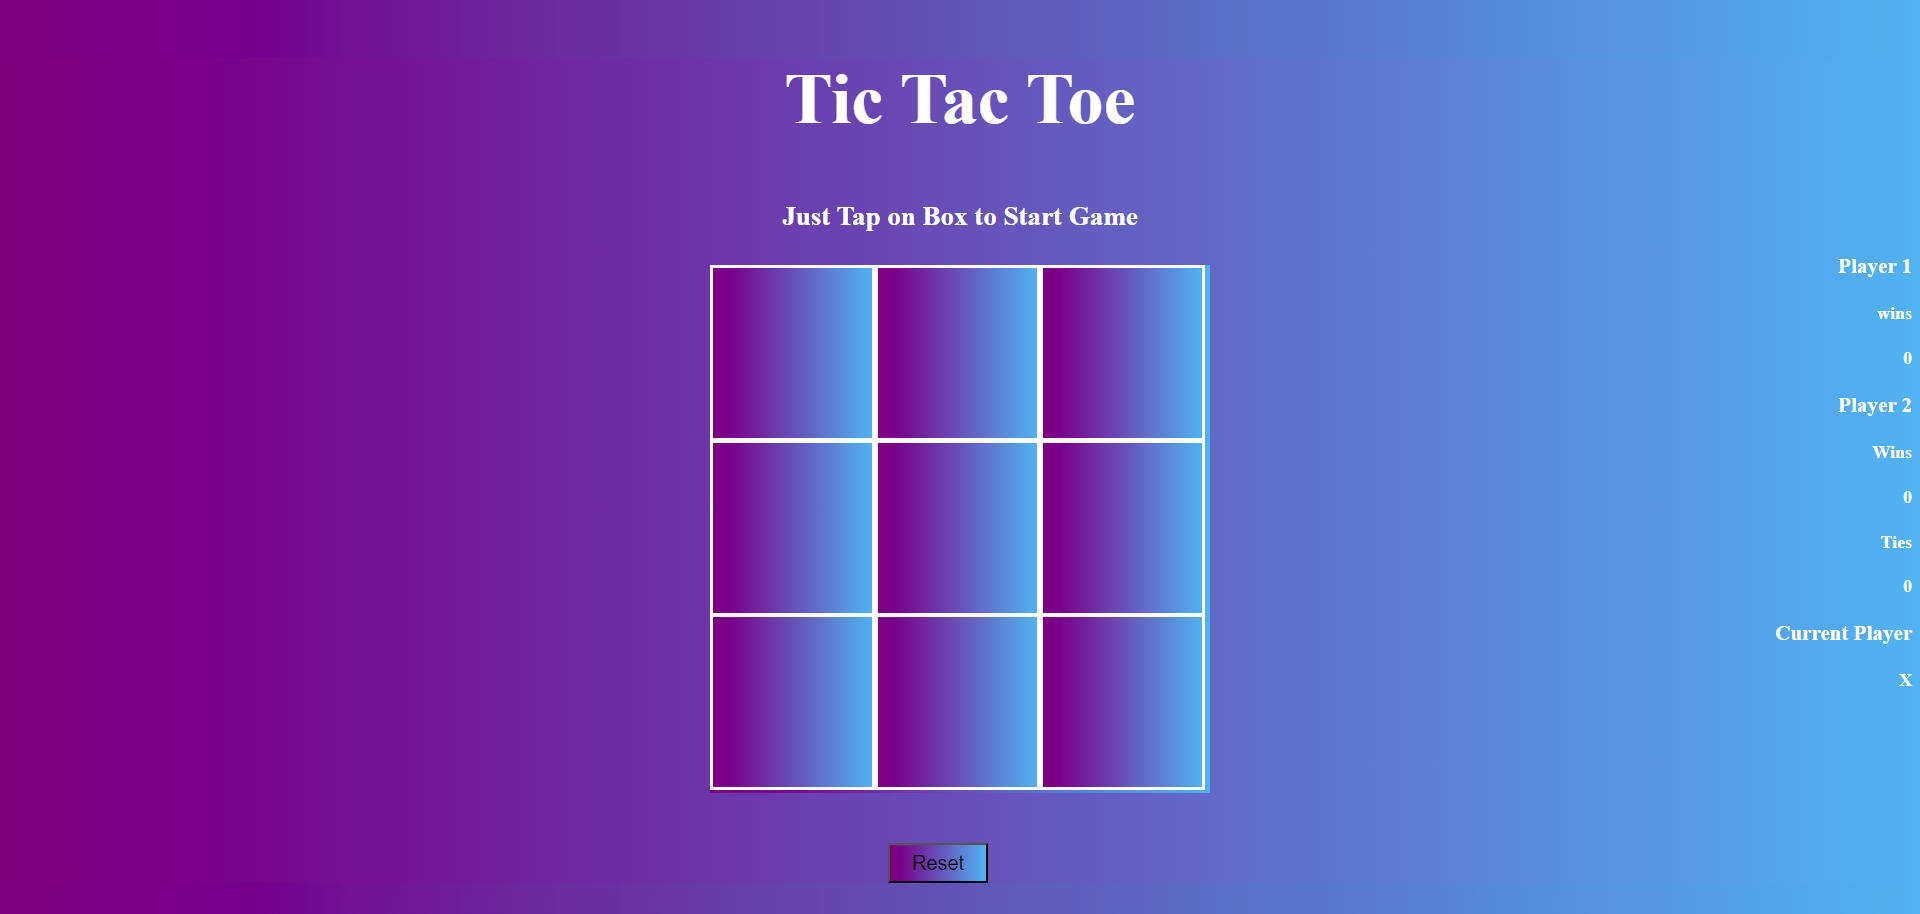 Tic Tac Toe
Just Tap on Box to Start Game
Player 1
wins
0
Player 2
Wins
0
Ties
0
Current Player
X
Reset